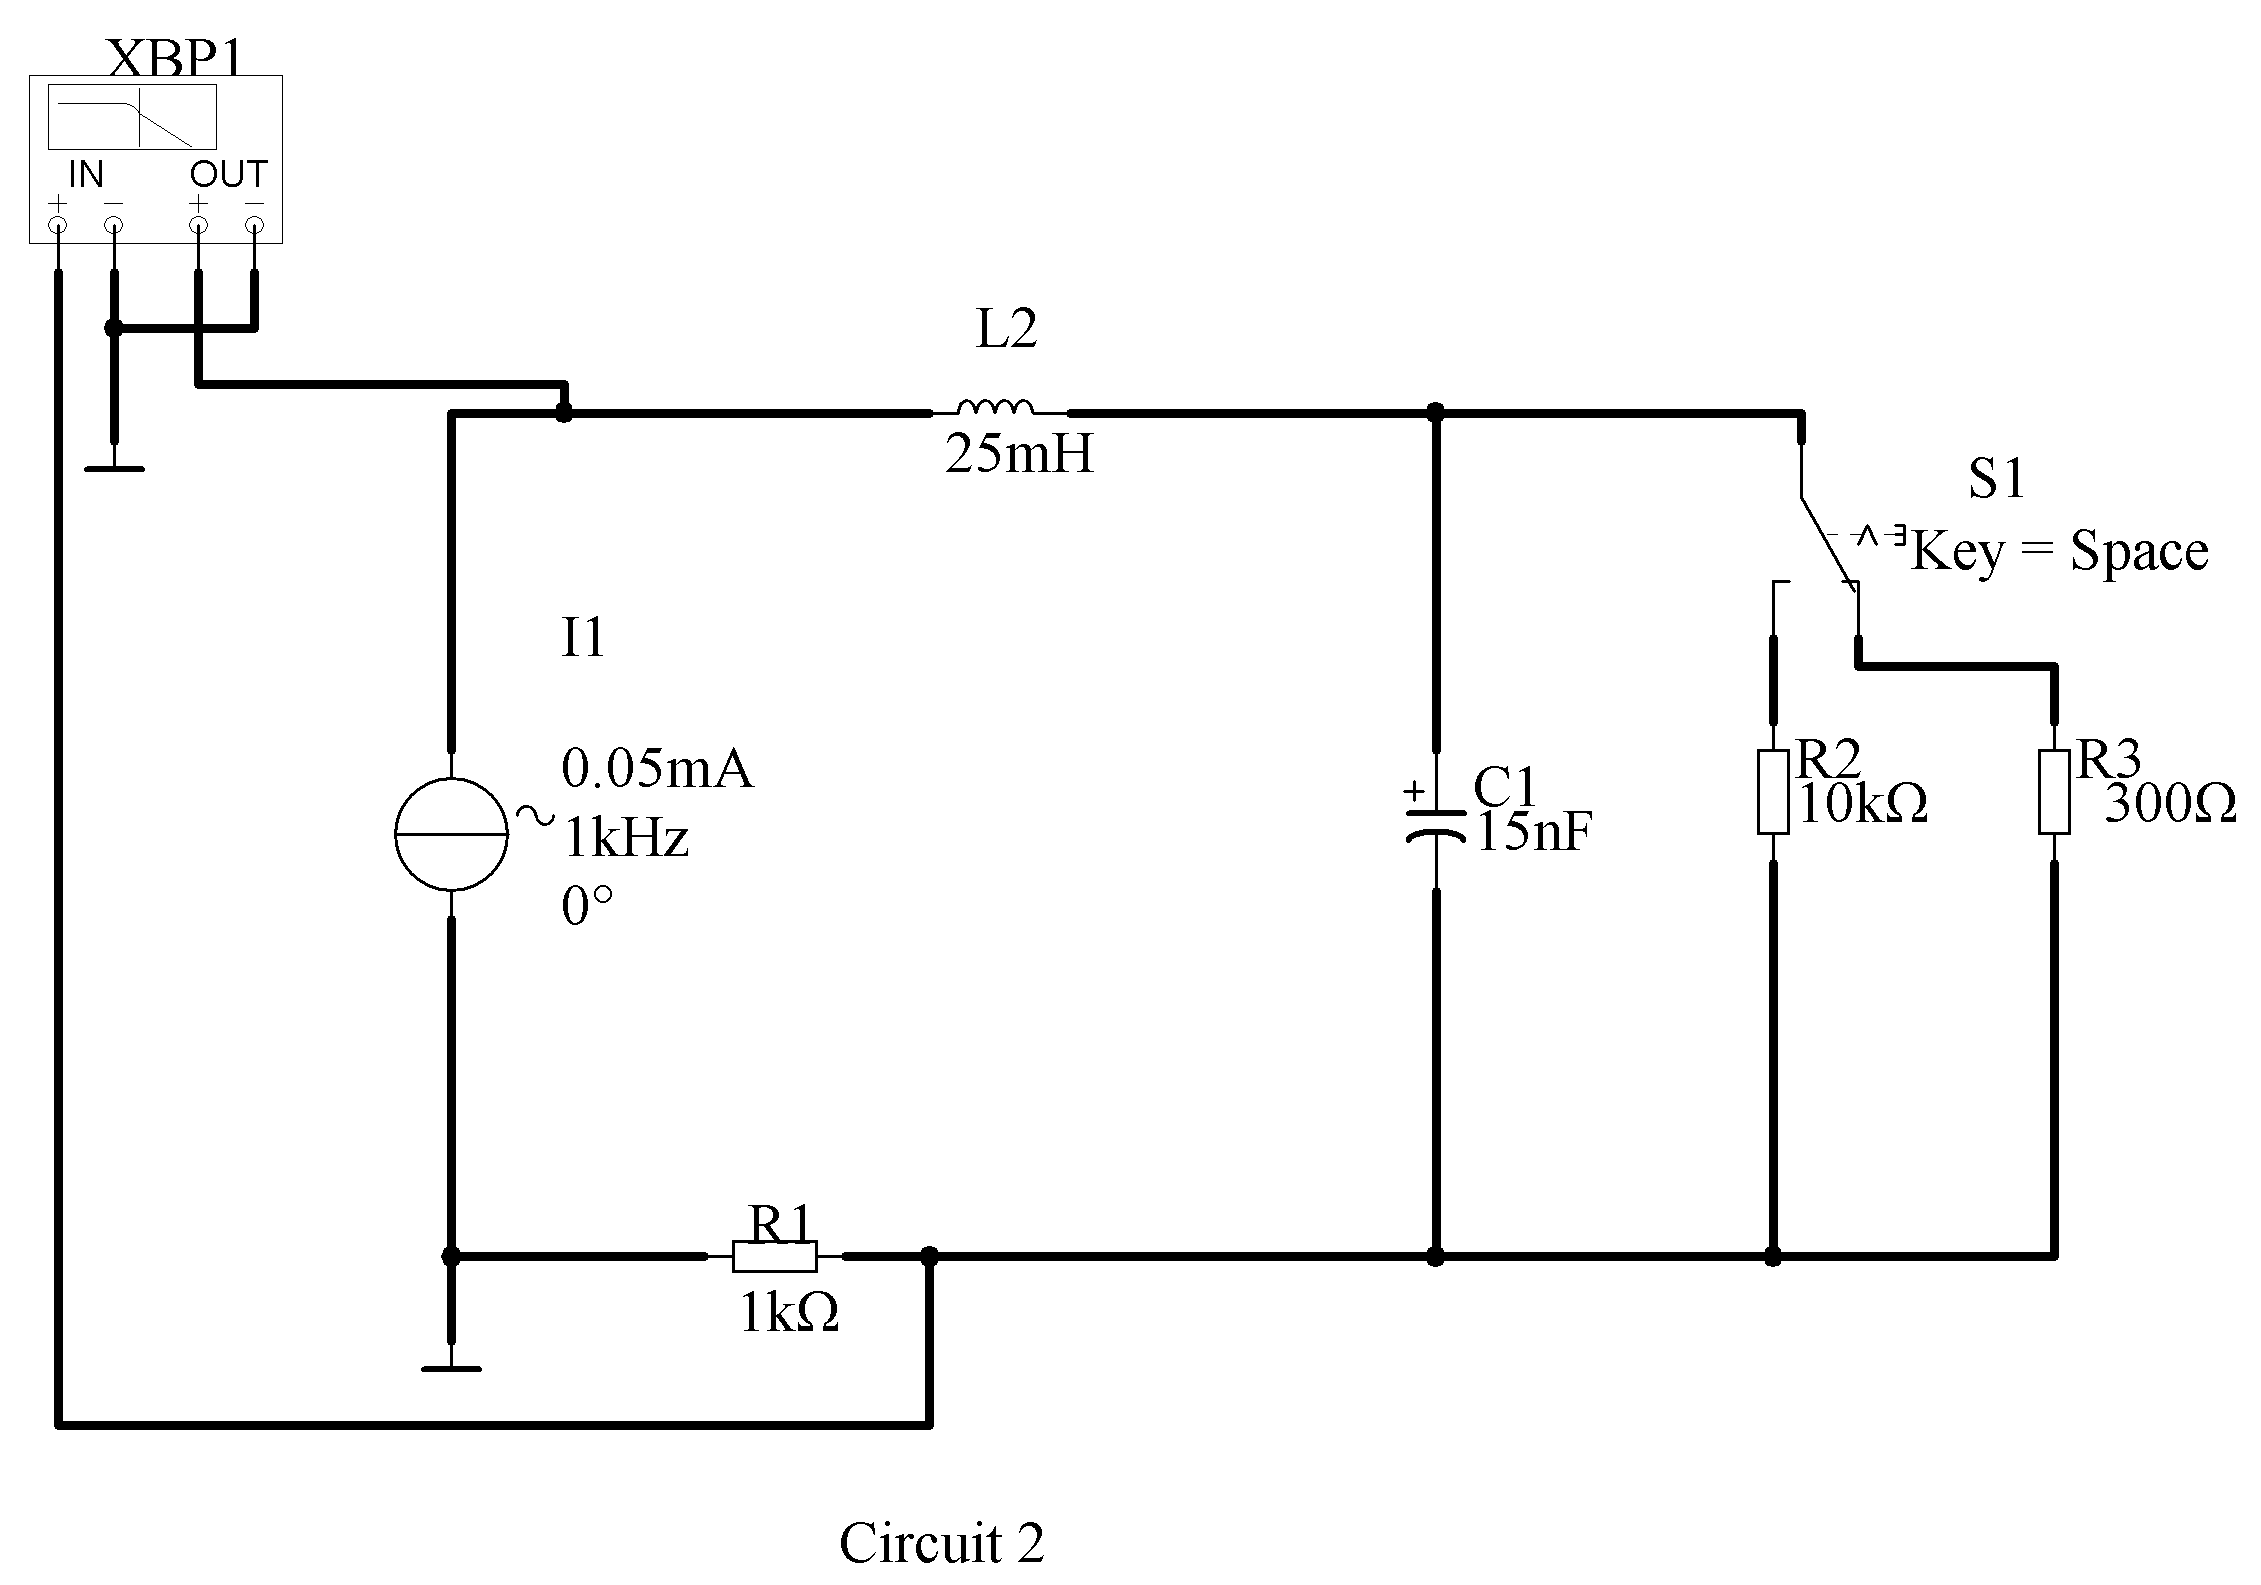 XBP1
IN OUT
+ − + −
L2
25mH
S1
Key = Space
I1
0.05mA
1kHz
0°
+
C1
15nF
R2
10kΩ
R3
300Ω
R1
1kΩ
Circuit 2